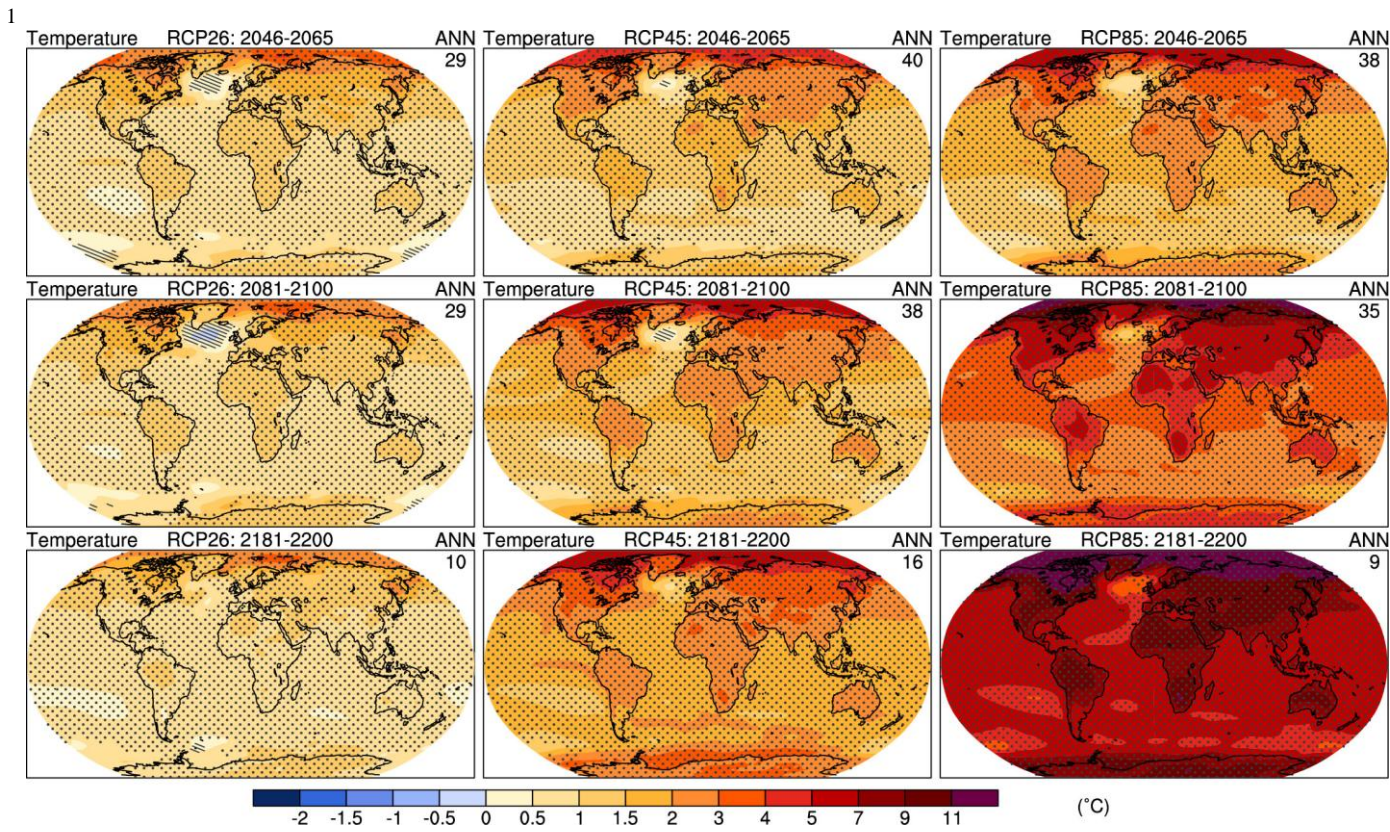 1
Temperature RCP26: 2046-2065 ANN
29
Temperature RCP45: 2046-2065 ANN
40
Temperature RCP85: 2046-2065 ANN
38
Temperature RCP26: 2081-2100 ANN
29
Temperature RCP45: 2081-2100 ANN
38
Temperature RCP85: 2081-2100 ANN
35
Temperature RCP26: 2181-2200 ANN
10
Temperature RCP45: 2181-2200 ANN
16
Temperature RCP85: 2181-2200 ANN
9
-2 -1.5 -1 -0.5 0 0.5 1 1.5 2 3 4 5 7 9 11 (°C)